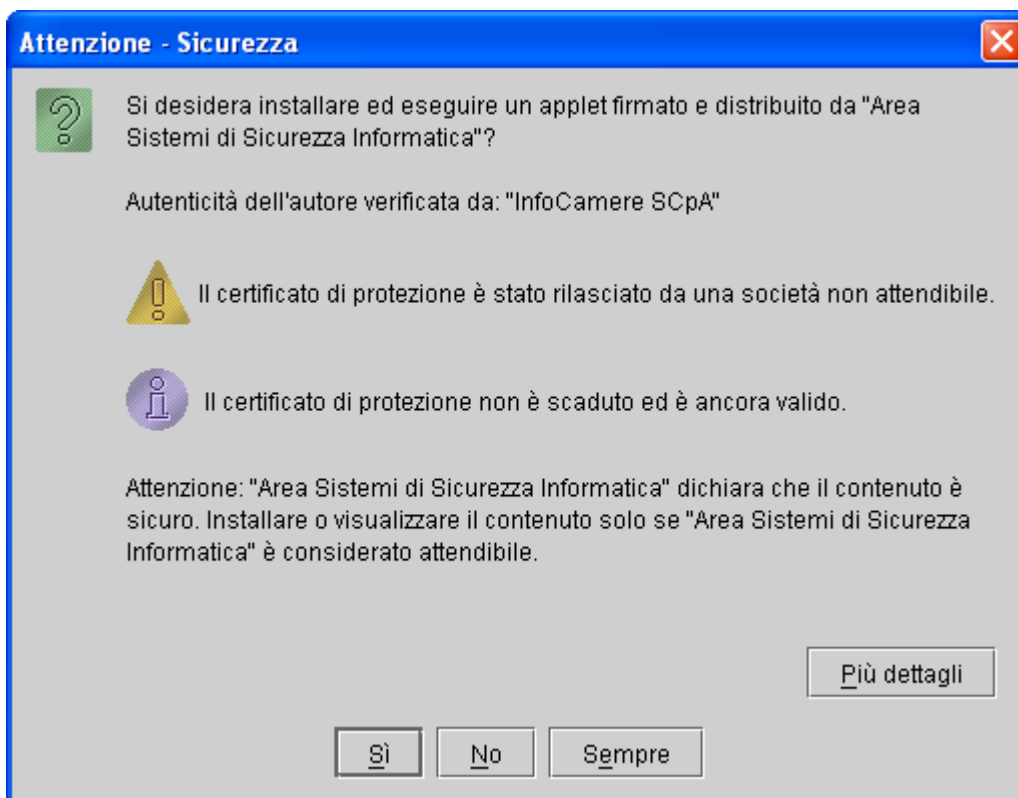 Attenzione - Sicurezza
Si desidera installare ed eseguire un applet firmato e distribuito da "Area
Sistemi di Sicurezza Informatica"?
Autenticità dell'autore verificata da: "InfoCamere SCpA"
Il certificato di protezione è stato rilasciato da una società non attendibile.
Il certificato di protezione non è scaduto ed è ancora valido.
Attenzione: "Area Sistemi di Sicurezza Informatica" dichiara che il contenuto è
sicuro. Installare o visualizzare il contenuto solo se "Area Sistemi di Sicurezza
Informatica" è considerato attendibile.
Più dettagli
Sì No Sempre